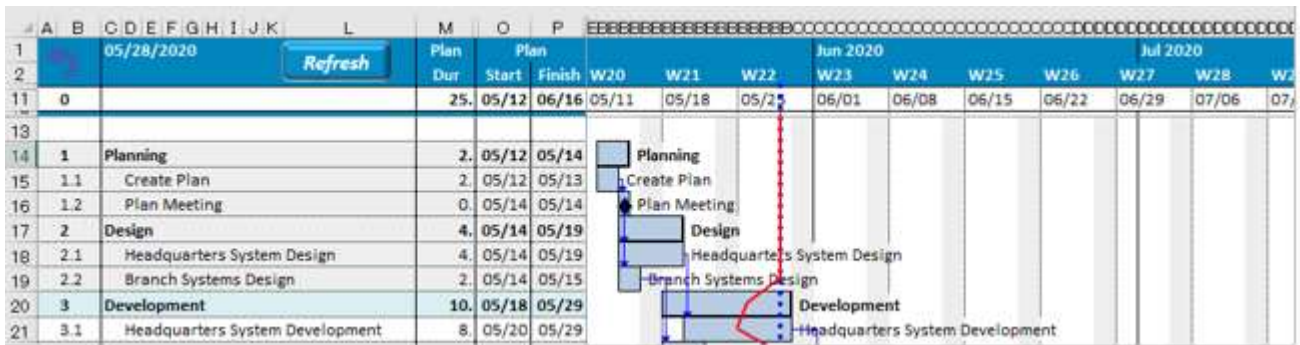 A B C D E F G H I J K L M O P
1 05/28/2020 Refresh Plan Plan Jun 2020 Jul 2020
2 Dur Start Finish W20 W21 W22 W23 W24 W25 W26 W27 W28 W2
11 0 25. 05/12 06/16 05/11 05/18 05/25 06/01 06/08 06/15 06/22 06/29 07/06 07/
13
14 1 Planning 2. 05/12 05/14 Planning
15 1.1 Create Plan 2. 05/12 05/13 Create Plan
16 1.2 Plan Meeting 0. 05/14 05/14 Plan Meeting
17 2 Design 4. 05/14 05/19 Design
18 2.1 Headquarters System Design 4. 05/14 05/19 Headquarters System Design
19 2.2 Branch Systems Design 2. 05/14 05/15 Branch Systems Design
20 3 Development 10. 05/18 05/29 Development
21 3.1 Headquarters System Development 8. 05/20 05/29 Headquarters System Development